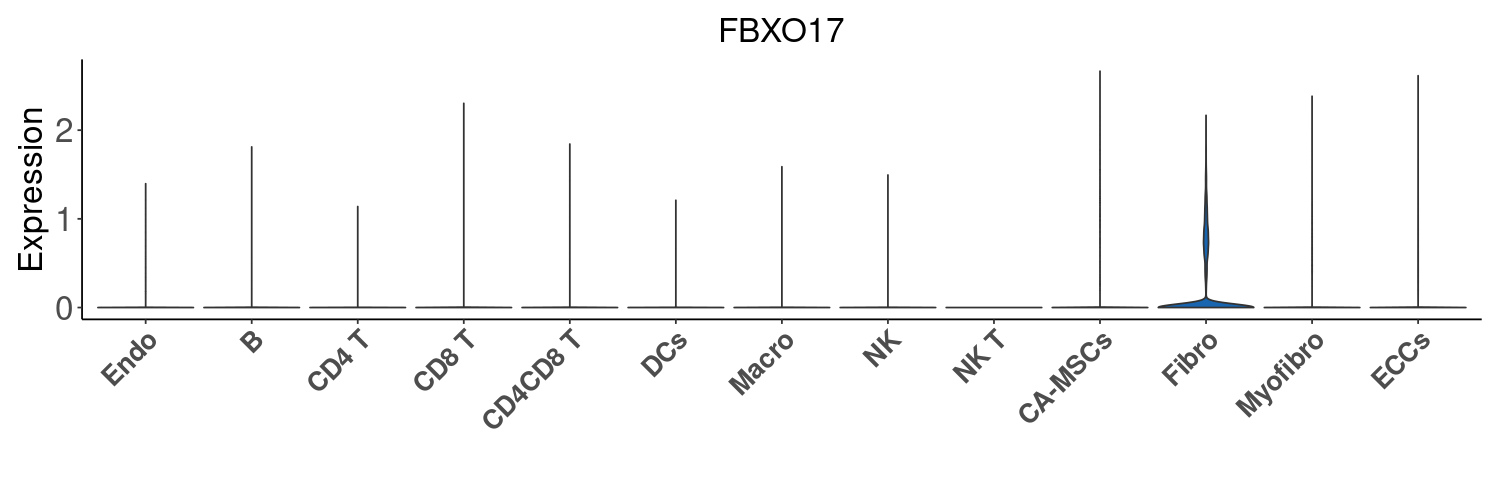 FBXO17
Expression
2
1
0
Endo
B
CD4 T
CD8 T
CD4CD8 T
DCs
Macro
NK
NK T
CA-MSCs
Fibro
Myofibro
ECCs